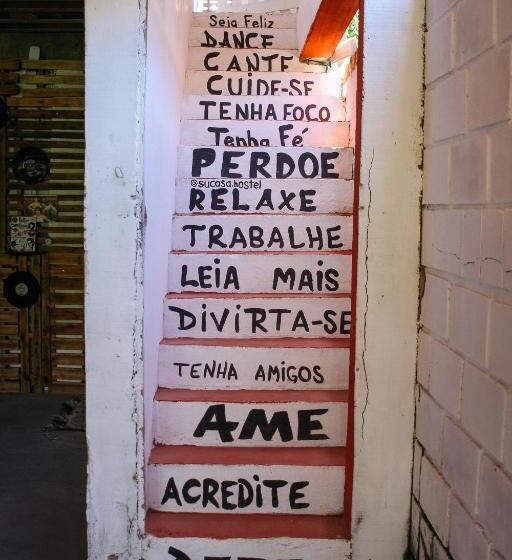 Seja Feliz
DANCE
CANTE
CUIDE-SE
TENHA FOCO
Tenha Fé
PERDOE
@sucasa.hostel
RELAXE
TRABALHE
LEIA MAIS
DIVIRTA-SE
TENHA AMIGOS
AME
ACREDITE